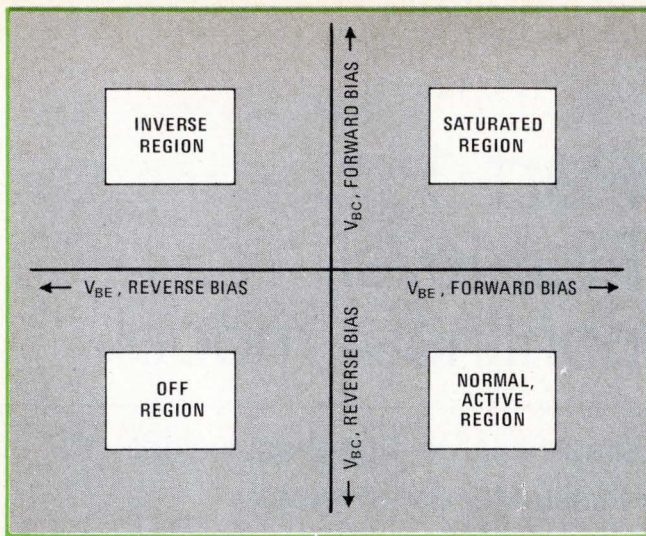 INVERSE
REGION
SATURATED
REGION
V_BC, FORWARD BIAS
V_BE, REVERSE BIAS
V_BE, FORWARD BIAS
OFF
REGION
NORMAL,
ACTIVE
REGION
V_BC, REVERSE BIAS